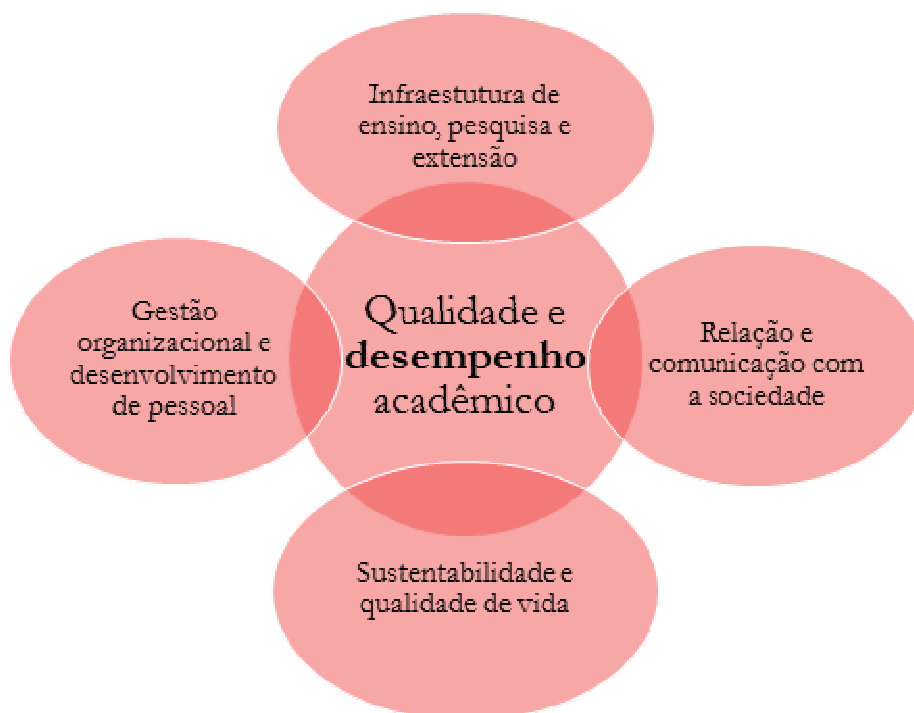 Infraestutura de
ensino, pesquisa e
extensão
Gestão
organizacional e
desenvolvimento
de pessoal
Qualidade e
desempenho
acadêmico
Relação e
comunicação com
a sociedade
Sustentabilidade e
qualidade de vida